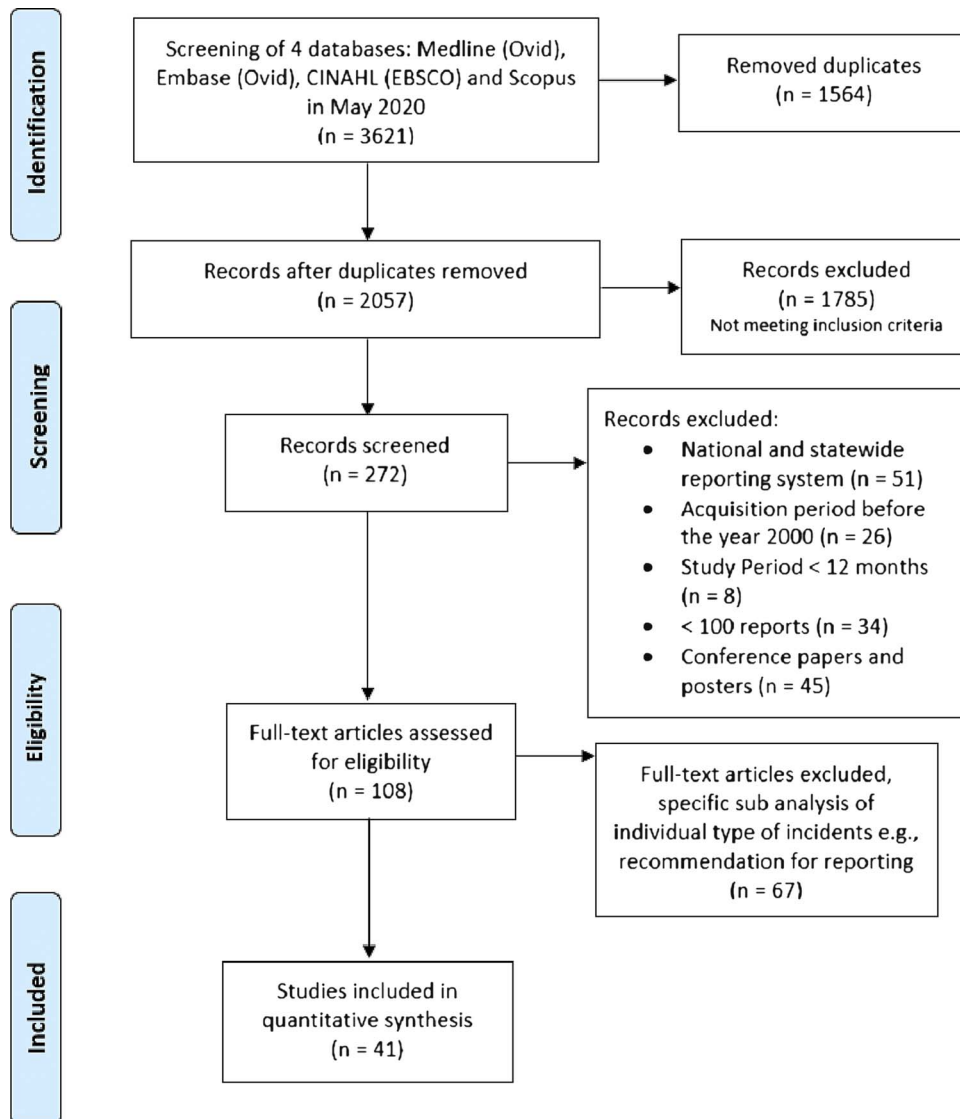 Identification
Screening of 4 databases: Medline (Ovid),
Embase (Ovid), CINAHL (EBSCO) and Scopus
in May 2020
(n = 3621)
Removed duplicates
(n = 1564)
Records after duplicates removed
(n = 2057)
Records excluded
(n = 1785)
Not meeting inclusion criteria
Screening
Records screened
(n = 272)
Records excluded:
• National and statewide
reporting system (n = 51)
• Acquisition period before
the year 2000 (n = 26)
• Study Period < 12 months
(n = 8)
• < 100 reports (n = 34)
• Conference papers and
posters (n = 45)
Eligibility
Full-text articles assessed
for eligibility
(n = 108)
Full-text articles excluded,
specific sub analysis of
individual type of incidents e.g.,
recommendation for reporting
(n = 67)
Included
Studies included in
quantitative synthesis
(n = 41)